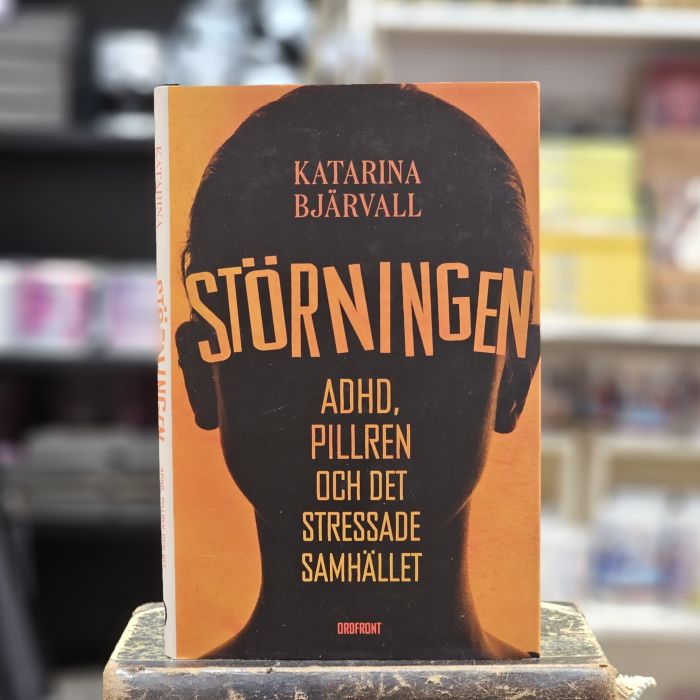 KATARINA
BJÄRVALL
STÖRNINGEN
ADHD,
PILLREN
OCH DET
STRESSADE
SAMHÄLLET
ORDFRONT
KATARINA
STÖRNINGEN